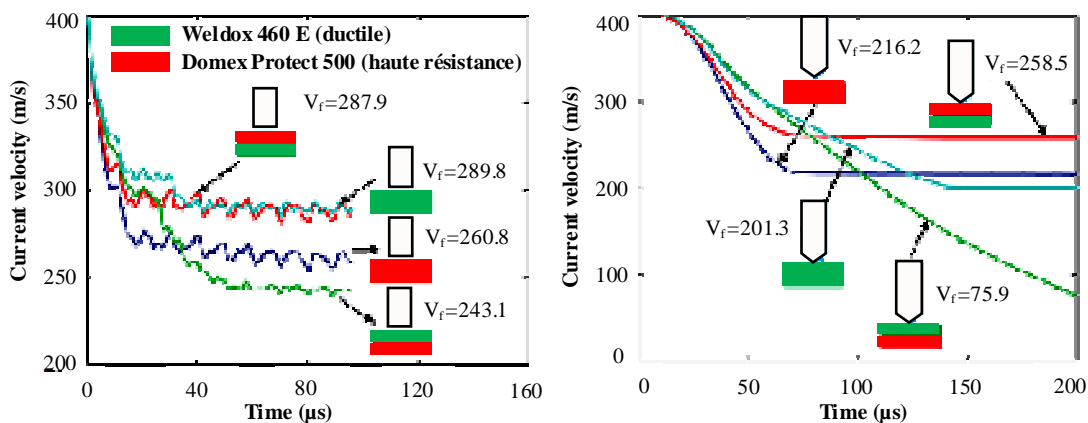 400
350
300
250
200
Current velocity (m/s)
0
40
80
120
160
Time (µs)
Weldox 460 E (ductile)
Domex Protect 500 (haute résistance)
Vf=287.9
Vf=289.8
Vf=260.8
Vf=243.1
400
300
200
100
0
Current velocity (m/s)
0
50
100
150
200
Time (µs)
Vf=216.2
Vf=258.5
Vf=201.3
Vf=75.9